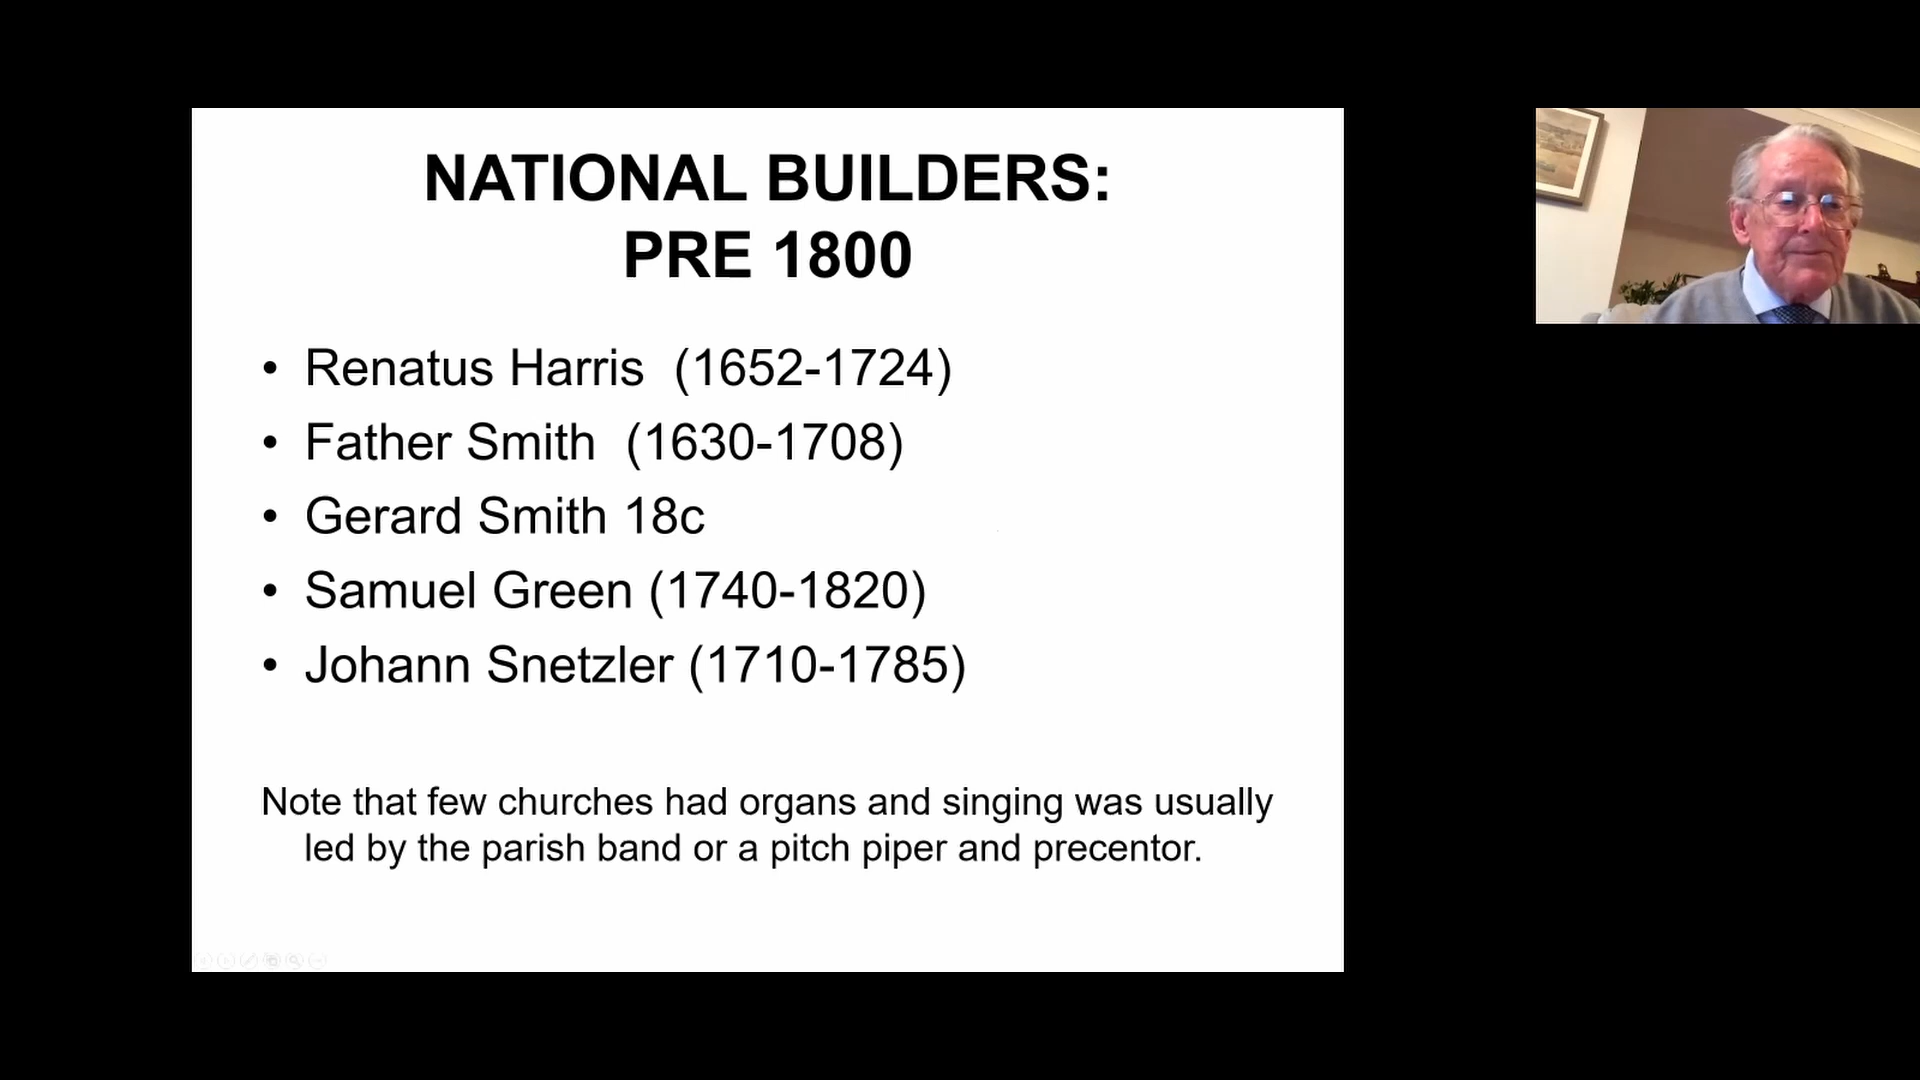 NATIONAL BUILDERS:
PRE 1800
• Renatus Harris (1652-1724)
• Father Smith (1630-1708)
• Gerard Smith 18c
• Samuel Green (1740-1820)
• Johann Snetzler (1710-1785)
Note that few churches had organs and singing was usually
led by the parish band or a pitch piper and precentor.